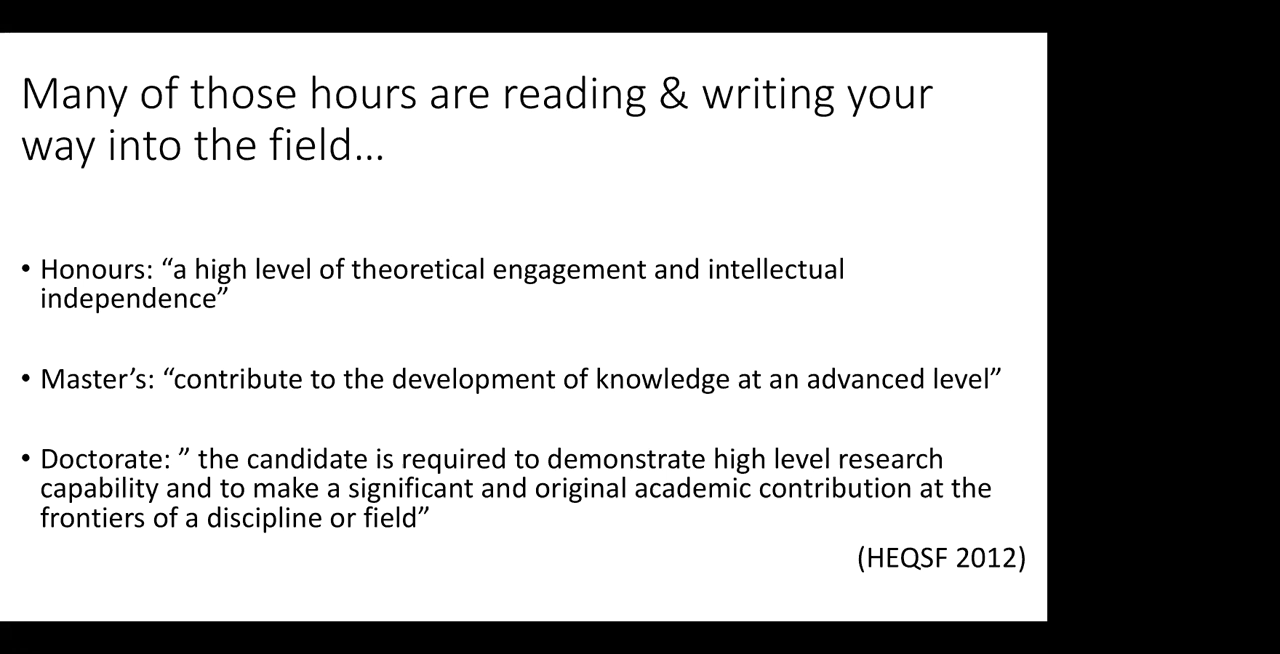 Many of those hours are reading & writing your
way into the field...
• Honours: “a high level of theoretical engagement and intellectual
independence”
• Master’s: “contribute to the development of knowledge at an advanced level”
• Doctorate: ” the candidate is required to demonstrate high level research
capability and to make a significant and original academic contribution at the
frontiers of a discipline or field”
(HEQSF 2012)